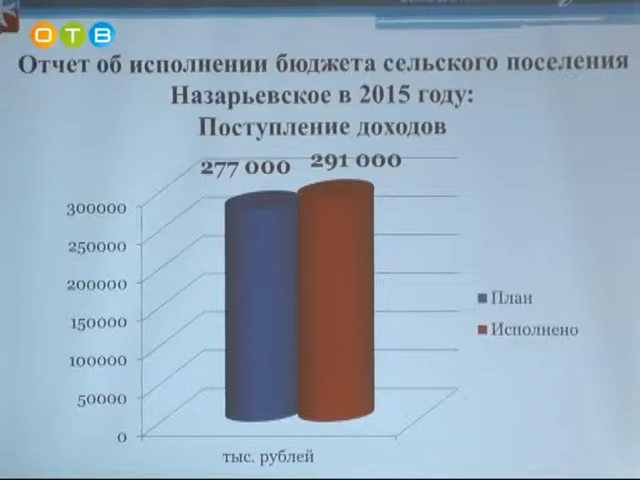 ОТВ
Отчет об исполнении бюджета сельского поселения
Назарьевское в 2015 году:
Поступление доходов
277 000
291 000
300000
250000
200000
150000
100000
50000
0
План
Исполнено
тыс. рублей